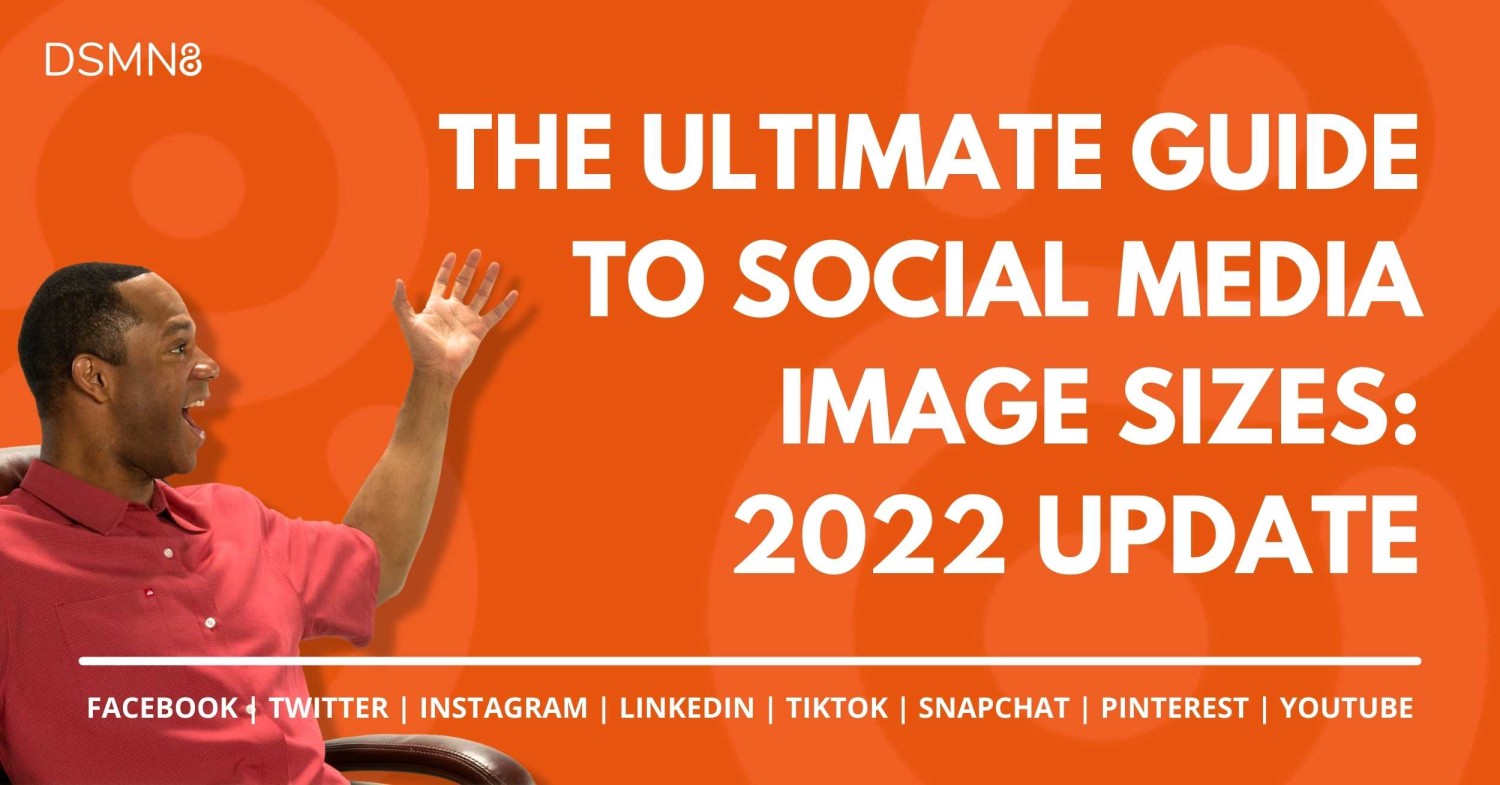 DSMN8
THE ULTIMATE GUIDE
TO SOCIAL MEDIA
IMAGE SIZES:
2022 UPDATE
FACEBOOK | TWITTER | INSTAGRAM | LINKEDIN | TIKTOK | SNAPCHAT | PINTEREST | YOUTUBE